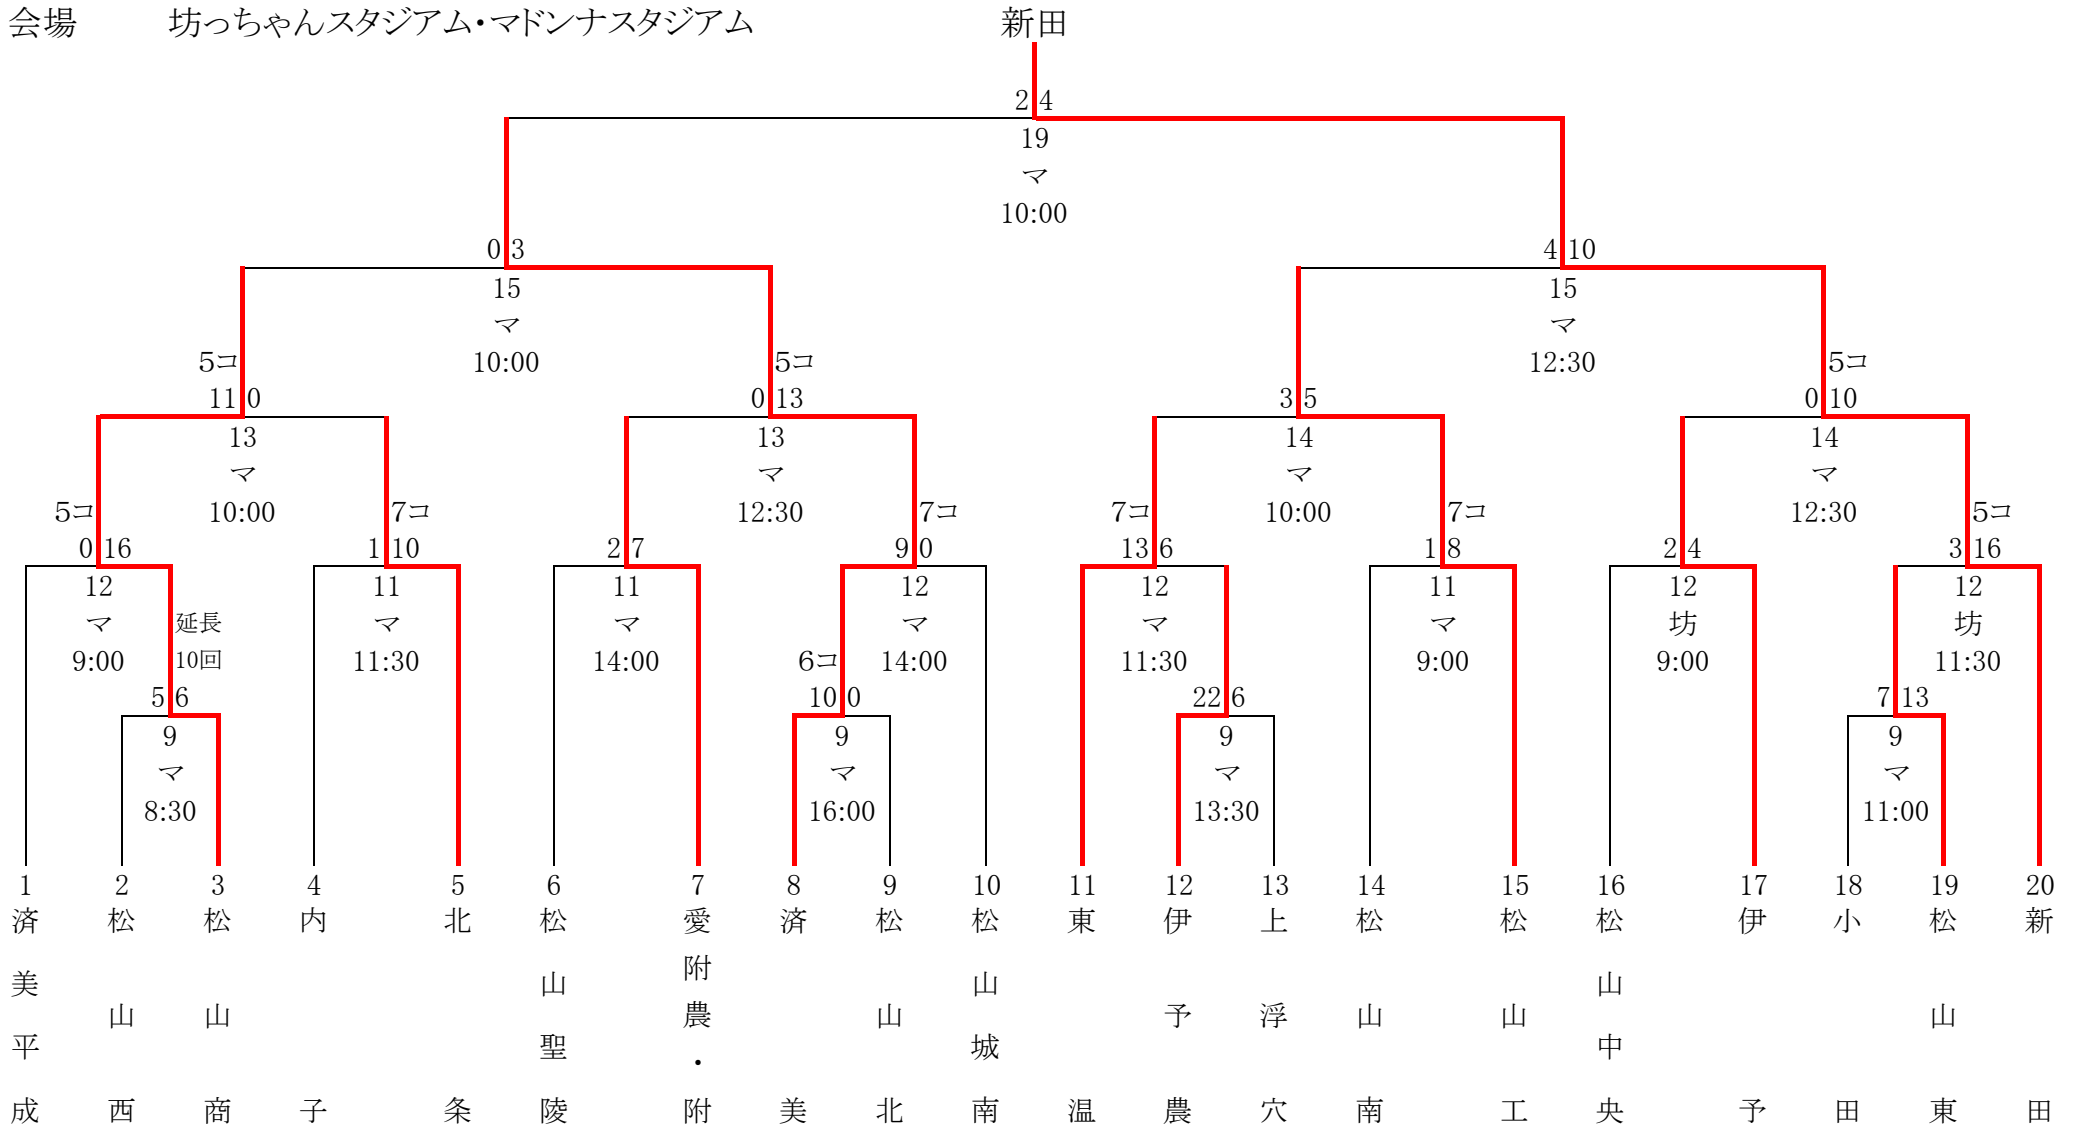 会場 坊っちゃんスタジアム・マドンナスタジアム 新田
2 4
19
マ
10:00
0 3 4 10
15 15
マ マ
10:00 12:30
5コ 5コ 5コ
11 0 0 13 3 5 0 10
13 13 14 14
マ マ マ マ
10:00 12:30 10:00 12:30
5コ 7コ 7コ 7コ 7コ 5コ
0 16 1 10 2 7 9 0 13 6 1 8 2 4 3 16
12 11 11 12 12 11 12 12
マ 延長 マ マ マ マ マ 坊 坊
9:00 10回 11:30 14:00 6コ 14:00 11:30 9:00 9:00 11:30
5 6 10 0 22 6 7 13
9 9 9 9
マ マ マ マ
8:30 16:00 13:30 11:00
1 2 3 4 5 6 7 8 9 10 11 12 13 14 15 16 17 18 19 20
済美平成
松山西
松山商
内子
北条
松山聖陵
愛附農・附
済美
松山北
松山城南
東温
伊予農
上浮穴
松山南
松山工
松山中央
伊予
小田
松山東
新田